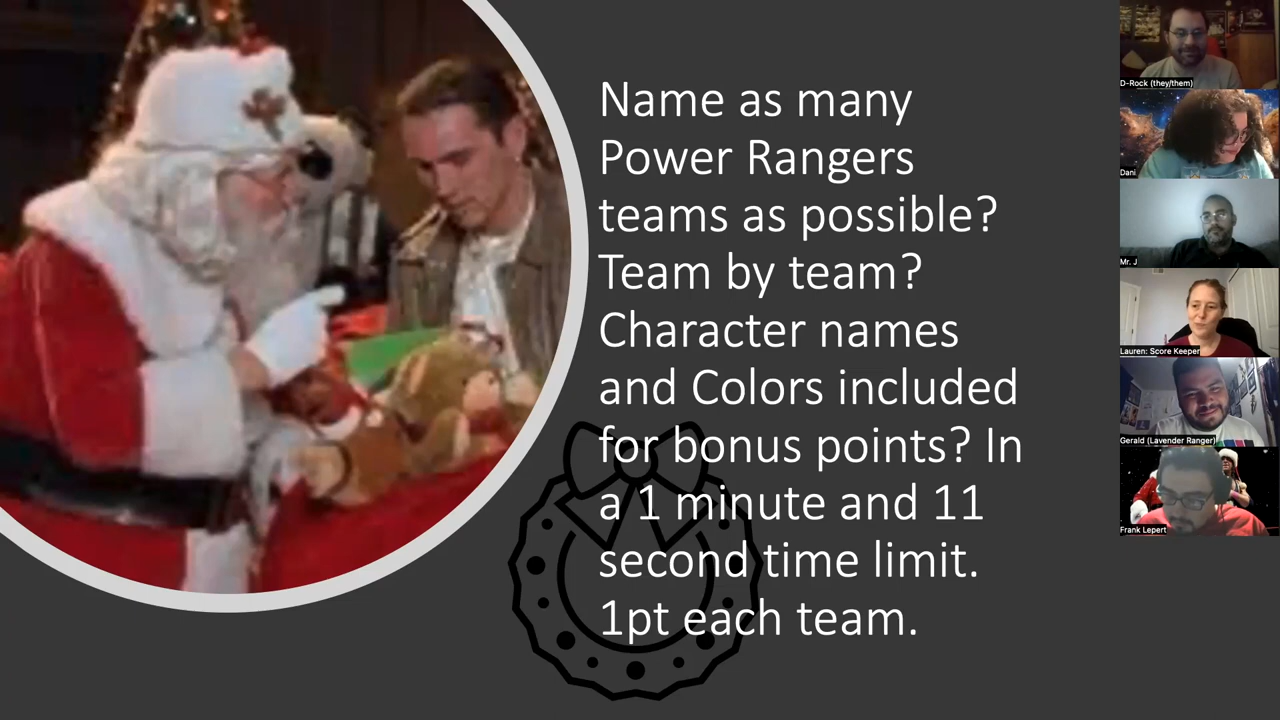 Name as many
Power Rangers
teams as possible?
Team by team?
Character names
and Colors included
for bonus points? In
a 1 minute and 11
second time limit.
1pt each team.
D-Rock (they/them)
Dani
Mr. J
Lauren: Score Keeper
Gerald (Lavender Ranger)
Frank Lepert